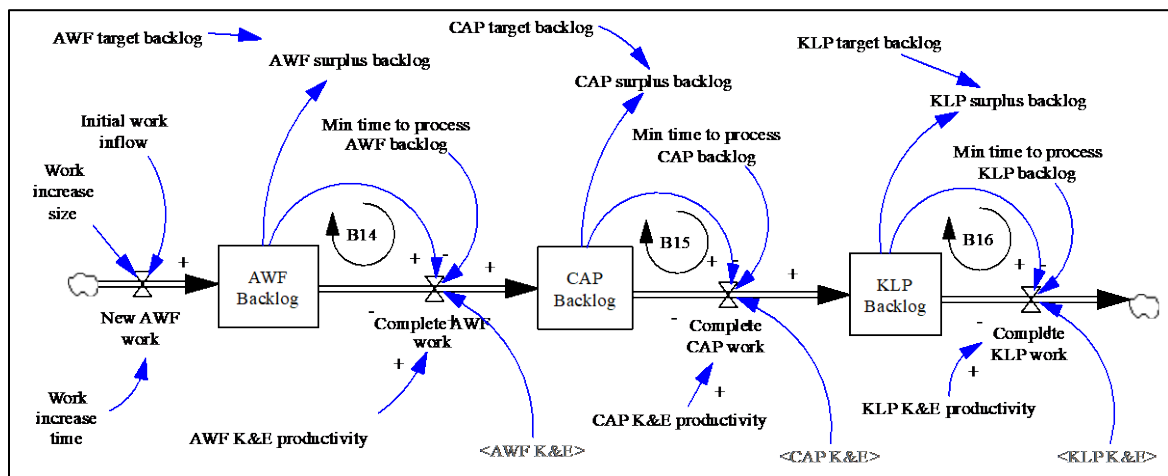 AWF target backlog
AWF surplus backlog
CAP target backlog
CAP surplus backlog
KLP target backlog
KLP surplus backlog
Initial work
inflow
Work
increase
size
Min time to process
AWF backlog
Min time to process
CAP backlog
Min time to process
KLP backlog
B14
B15
B16
+
+
-
+
+
-
+
+
-
AWF
Backlog
CAP
Backlog
KLP
Backlog
New AWF
work
-
+
Complete AWF
work
-
Complete
CAP work
-
Complete
KLP work
+
+
+
Work
increase
time
AWF K&E productivity
CAP K&E productivity
KLP K&E productivity
<AWF K&E>
<CAP K&E>
<KLP K&E>